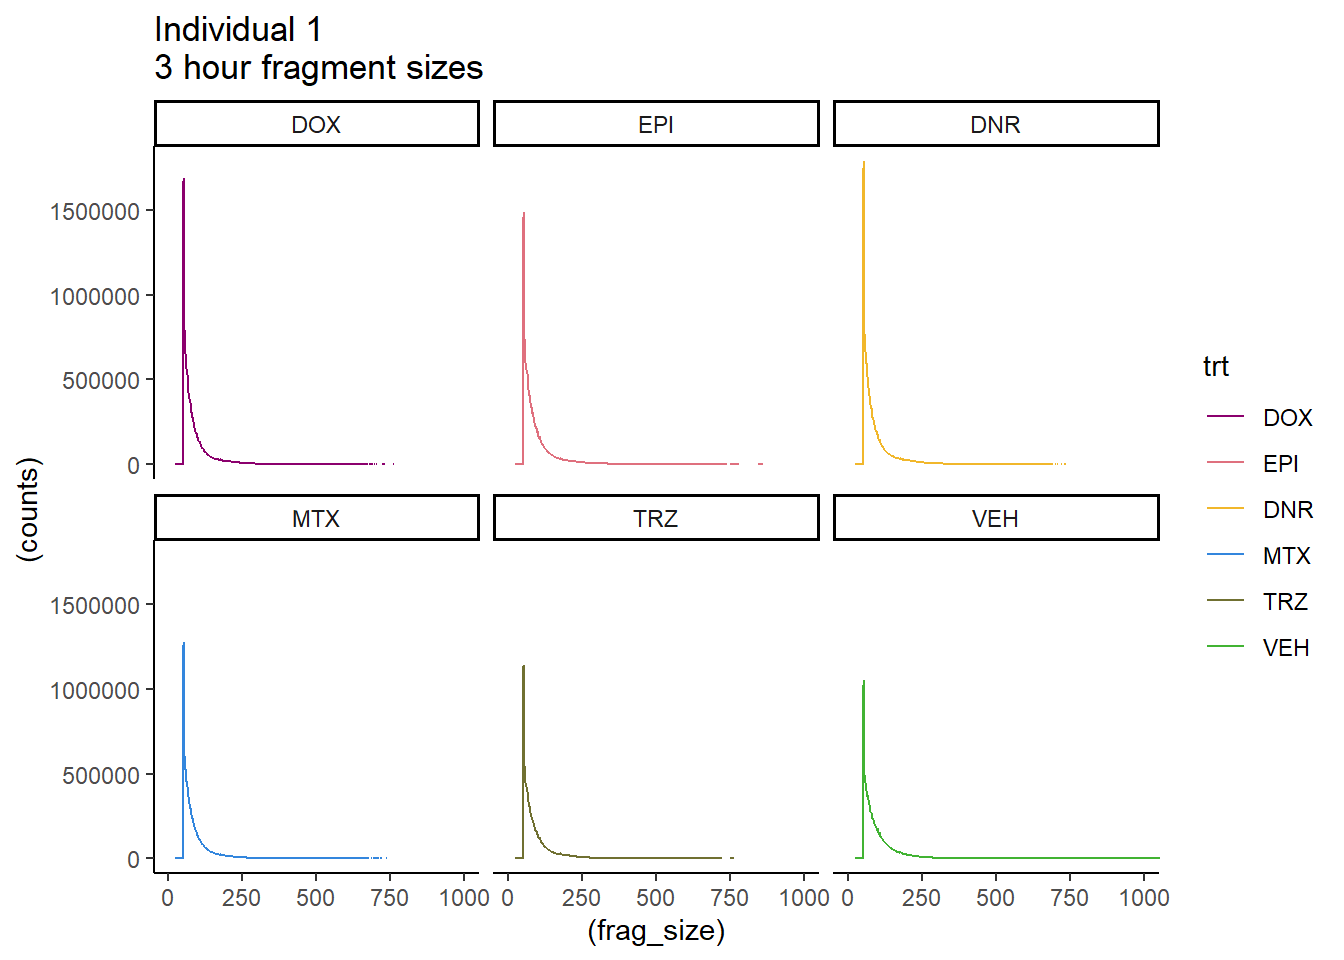 Individual 1
3 hour fragment sizes
DOX EPI DNR
1500000
1000000
500000
0
MTX TRZ VEH
1500000
1000000
500000
0
0 250 500 750 1000 0 250 500 750 1000 0 250 500 750 1000
(frag_size)
(counts)
trt
DOX
EPI
DNR
MTX
TRZ
VEH